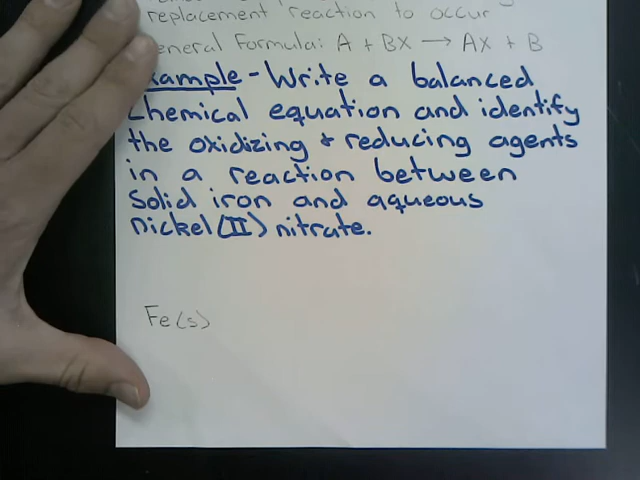 replacement reaction to occur
eneral Formula: A + BX → AX + B
xample - Write a balanced
chemical equation and identify
the oxidizing & reducing agents
in a reaction between
solid iron and aqueous
nickel (II) nitrate.
Fe(s)